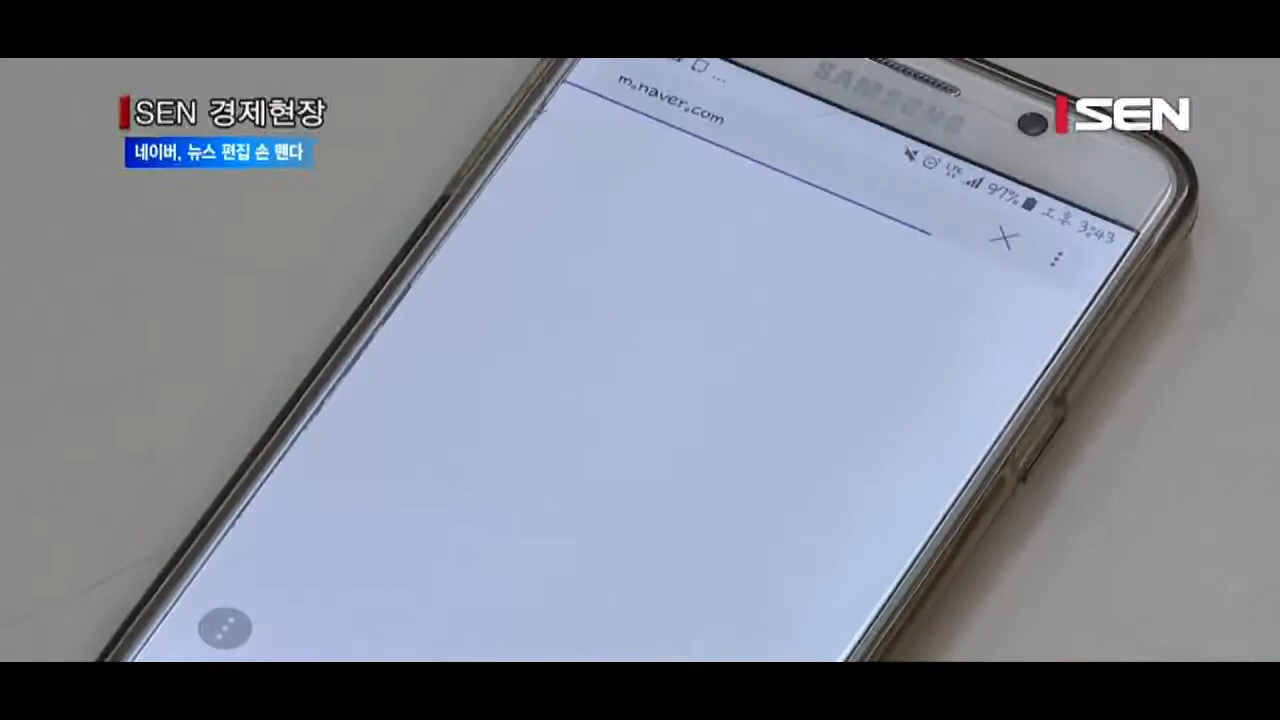 SEN 경제현장
네이버, 뉴스 편집 손 뗀다
SEN
SAMSUNG
m.naver.com
LTE 97% 오후 3:43